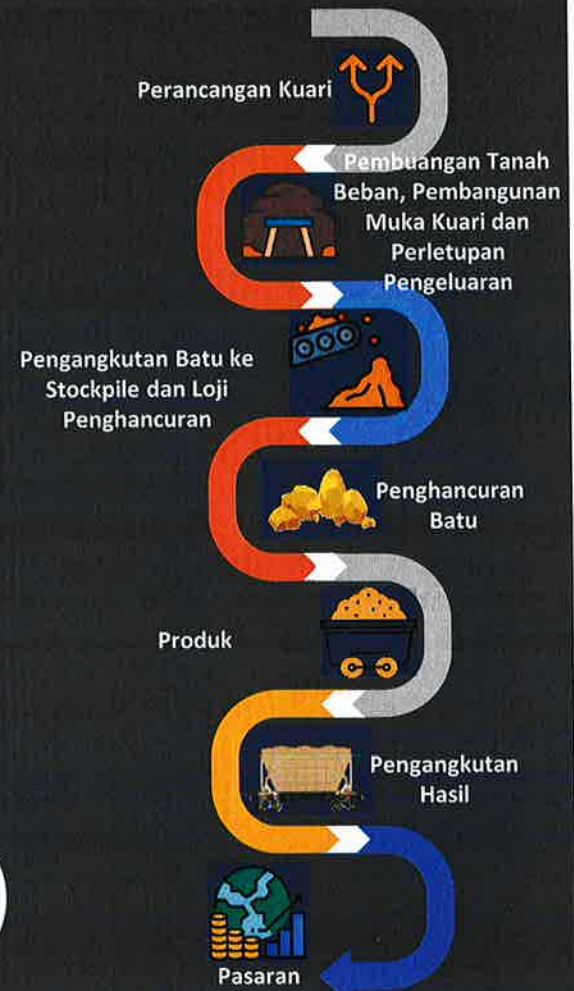 Perancangan Kuari
Pembuangan Tanah
Beban, Pembangunan
Muka Kuari dan
Perletupan
Pengeluaran
Pengangkutan Batu ke
Stockpile dan Loji
Penghancuran
Penghancuran
Batu
Produk
Pengangkutan
Hasil
Pasaran